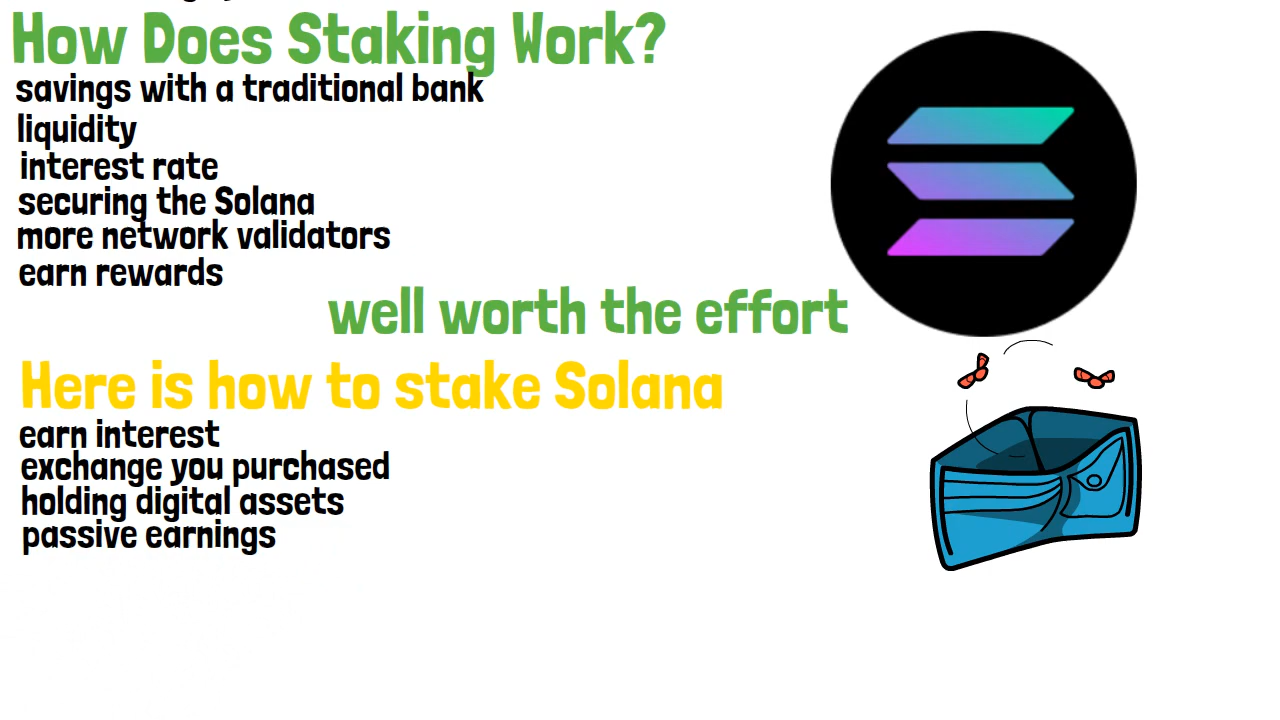 How Does Staking Work?
savings with a traditional bank
liquidity
interest rate
securing the Solana
more network validators
earn rewards
well worth the effort
Here is how to stake Solana
earn interest
exchange you purchased
holding digital assets
passive earnings